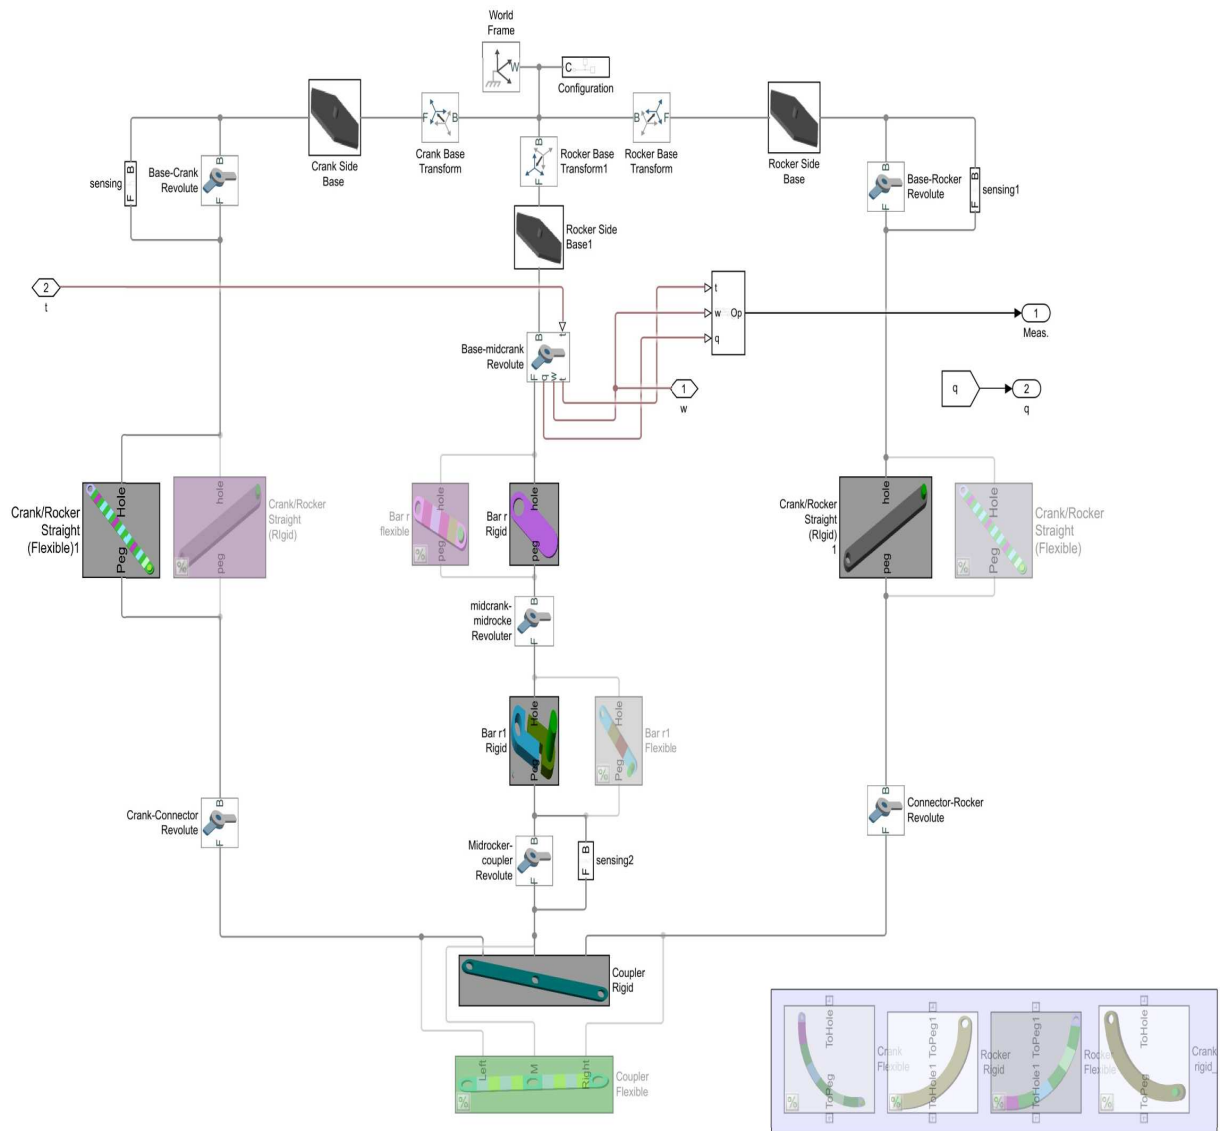 World
Frame
W
C
Configuration
F
B
Crank Base
Transform
B
F
Rocker Base
Transform1
B
F
Rocker Base
Transform
Crank Side
Base
Rocker Side
Base
sensing
F B
Base-Crank
Revolute
B
F
Rocker Side
Base1
Base-Rocker
Revolute
B
F
F B
sensing1
2
t
t
w
q
Op
1
Meas.
Base-midcrank
Revolute
B
t
F
q
w
t
1
w
q
2
q
Crank/Rocker
Straight
(Flexible)1
Hole
Peg
hole
peg
Crank/Rocker
Straight
(RIgid)
Bar r
flexible
hole
Peg
Bar r
Rigid
hole
peg
Crank/Rocker
Straight
(RIgid)
1
hole
peg
Hole
Peg
Crank/Rocker
Straight
(Flexible)
midcrank-
midrocke
Revoluter
B
F
Bar r1
Rigid
Hole
Peg
Hole
Peg
Bar r1
Flexible
Crank-Connector
Revolute
B
F
Midrocker-
coupler
Revolute
B
F
F B
sensing2
Connector-Rocker
Revolute
B
F
Coupler
Rigid
Left
M
Right
Coupler
Flexible
ToHole
ToPeg
Crank
Flexible
ToPeg1
ToHole1
Rocker
Rigid
ToPeg1
ToHole1
Rocker
Flexible
ToHole
ToPeg
Crank
rigid_